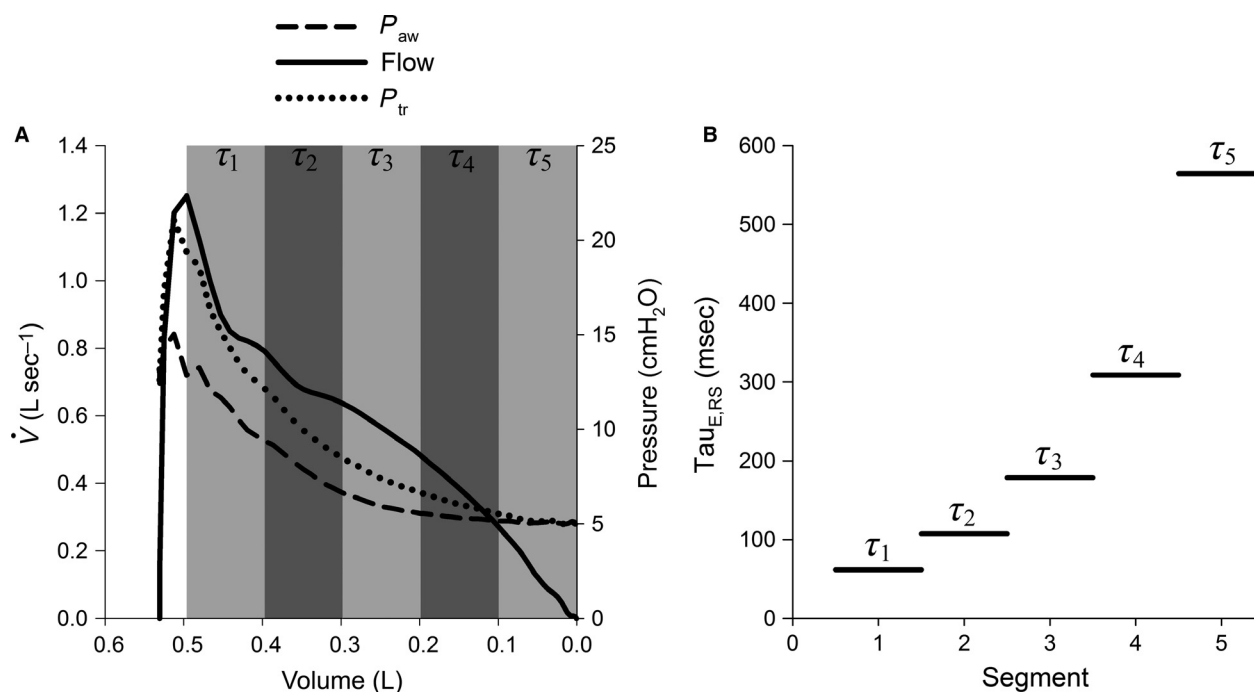 P_aw
Flow
P_tr
A
1.4
1.2
1.0
0.8
0.6
0.4
0.2
0.0
V̇ (L sec⁻¹)
τ₁ τ₂ τ₃ τ₄ τ₅
25
20
15
10
5
0
Pressure (cmH₂O)
0.6 0.5 0.4 0.3 0.2 0.1 0.0
Volume (L)
B
600
500
400
300
200
100
0
Tau_E,RS (msec)
τ₁
τ₂
τ₃
τ₄
τ₅
0 1 2 3 4 5
Segment